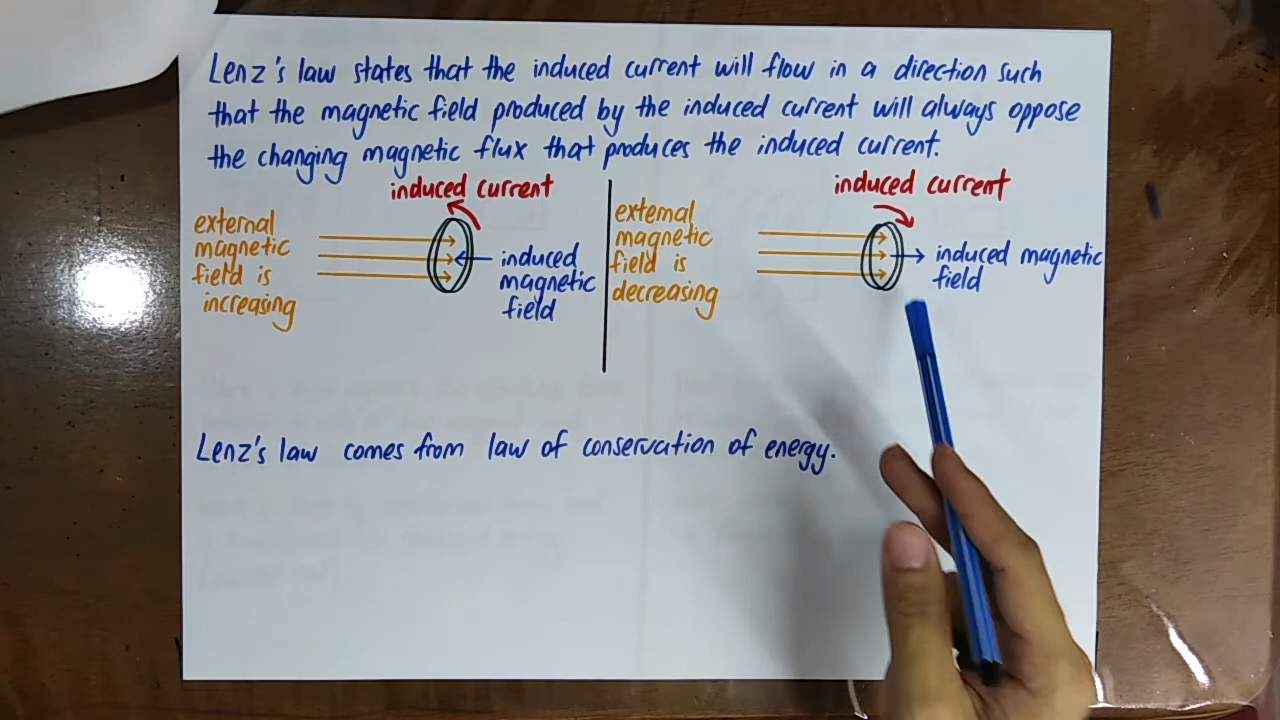 Lenz's law states that the induced current will flow in a direction such
that the magnetic field produced by the induced current will always oppose
the changing magnetic flux that produces the induced current.
induced current
external
magnetic
field is
increasing
induced
magnetic
field
induced current
external
magnetic
field is
decreasing
induced magnetic
field
Lenz's law comes from law of conservation of energy.